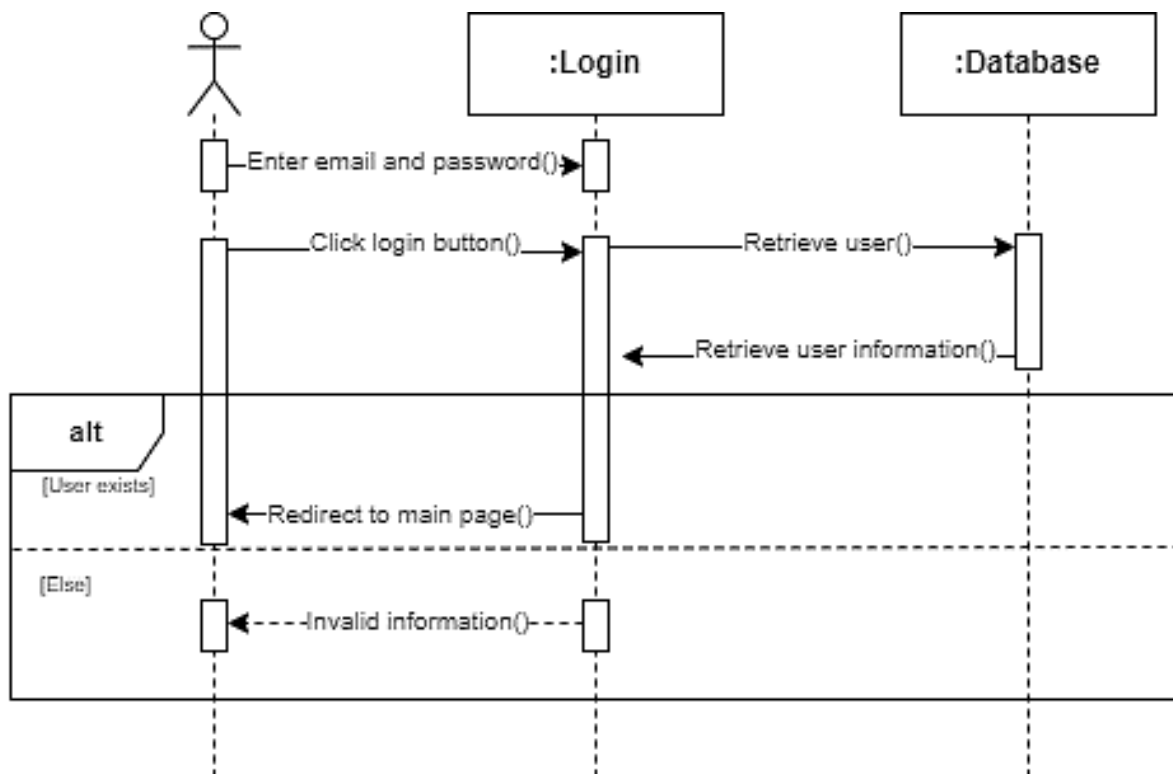 :Login
:Database
Enter email and password()
Click login button()
Retrieve user()
Retrieve user information()
alt
[User exists]
Redirect to main page()
[Else]
Invalid information()